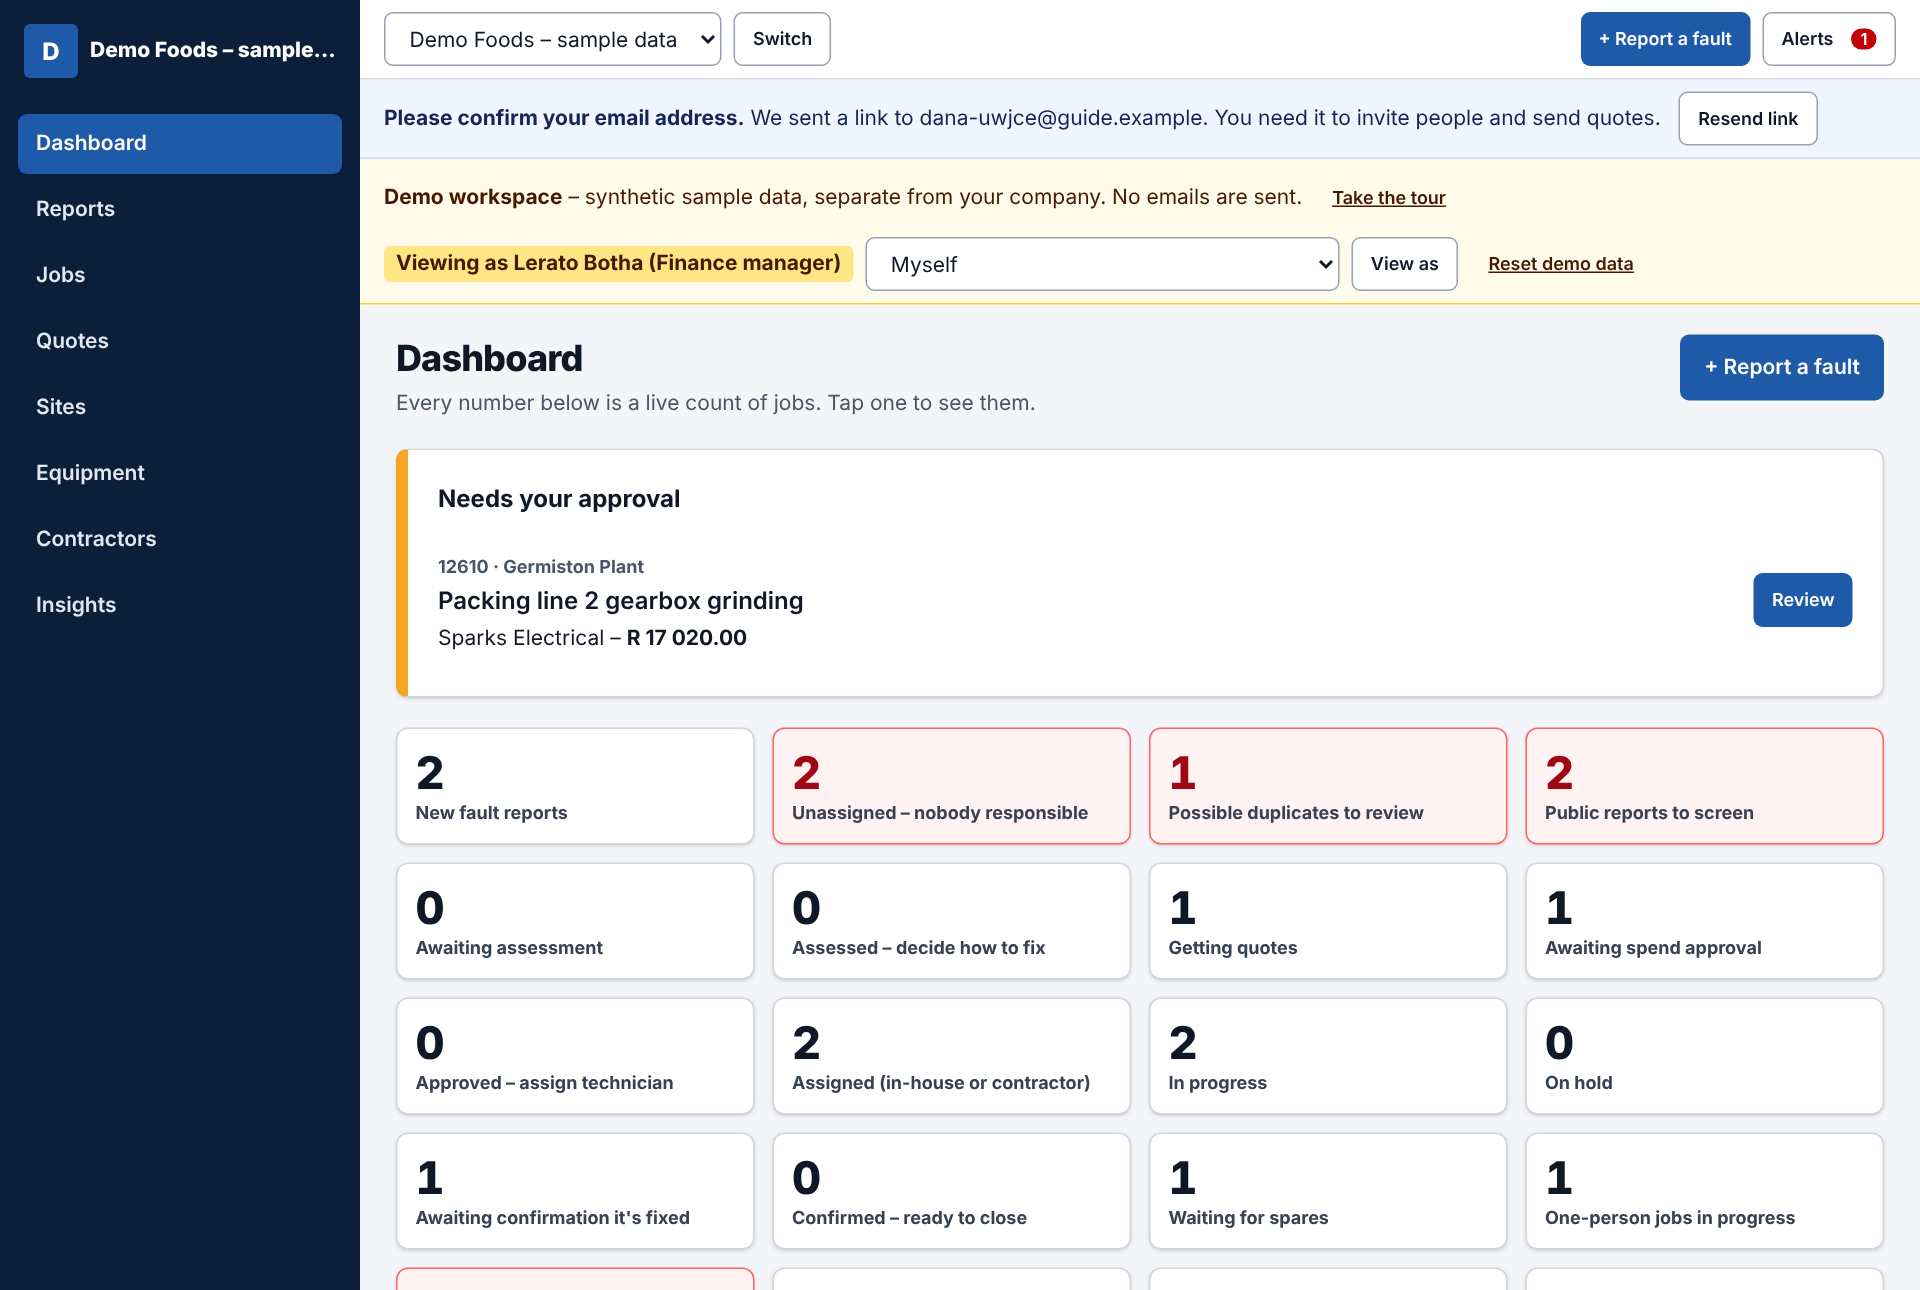 D
Demo Foods – sample...
Dashboard
Reports
Jobs
Quotes
Sites
Equipment
Contractors
Insights
Demo Foods – sample data
Switch
+ Report a fault
Alerts 1
Please confirm your email address. We sent a link to dana-uwjce@guide.example. You need it to invite people and send quotes.
Resend link
Demo workspace – synthetic sample data, separate from your company. No emails are sent. Take the tour
Viewing as Lerato Botha (Finance manager)
Myself
View as
Reset demo data
Dashboard
Every number below is a live count of jobs. Tap one to see them.
+ Report a fault
Needs your approval
12610 · Germiston Plant
Packing line 2 gearbox grinding
Sparks Electrical – R 17 020.00
Review
2
New fault reports
2
Unassigned – nobody responsible
1
Possible duplicates to review
2
Public reports to screen
0
Awaiting assessment
0
Assessed – decide how to fix
1
Getting quotes
1
Awaiting spend approval
0
Approved – assign technician
2
Assigned (in-house or contractor)
2
In progress
0
On hold
1
Awaiting confirmation it's fixed
0
Confirmed – ready to close
1
Waiting for spares
1
One-person jobs in progress